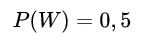 P(W) = 0, 5